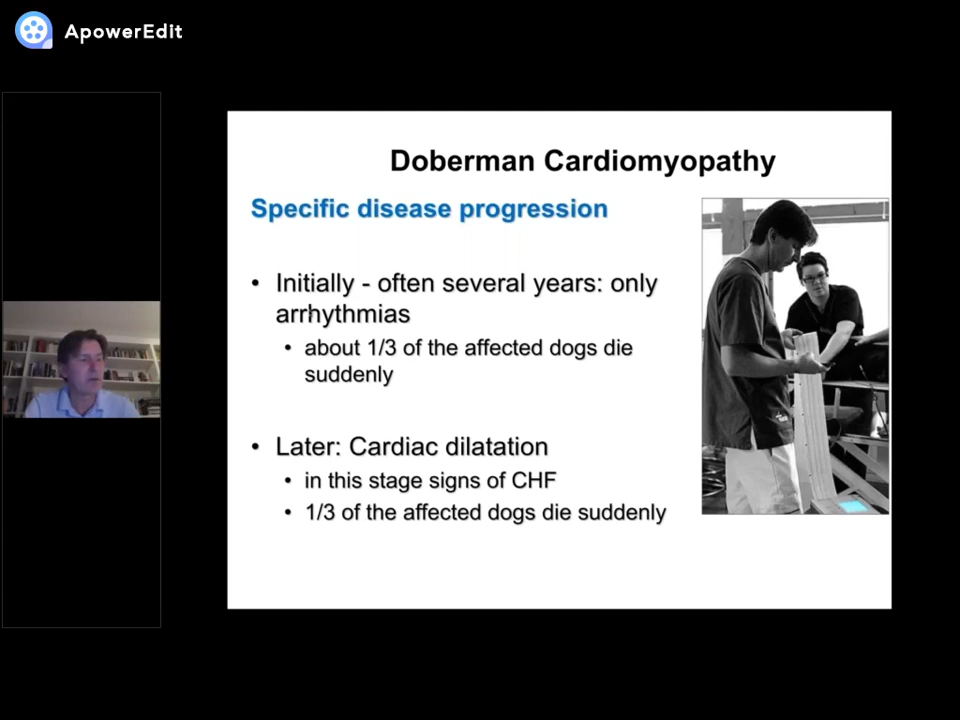 ApowerEdit
Doberman Cardiomyopathy
Specific disease progression
• Initially - often several years: only
arrhythmias
• about 1/3 of the affected dogs die
suddenly
• Later: Cardiac dilatation
• in this stage signs of CHF
• 1/3 of the affected dogs die suddenly